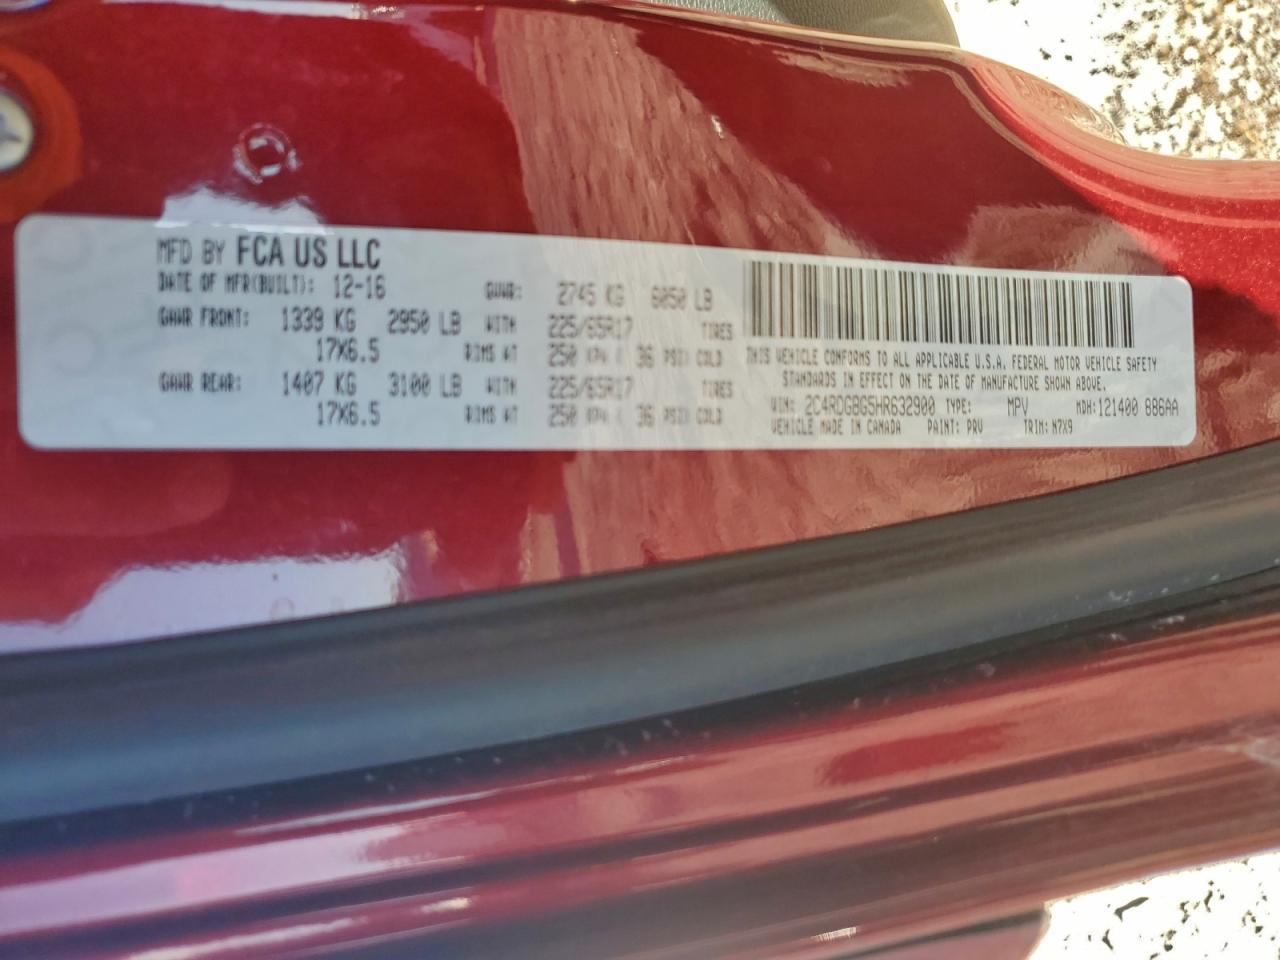 MFD BY FCA US LLC
DATE OF MFR(BUILT): 12-16 GVWR: 2745 KG 6050 LB
GAWR FRONT: 1339 KG 2950 LB WITH 225/65R17 TIRES
17X6.5 RIMS AT 250 KPA ( 36 PSI) COLD
GAWR REAR: 1407 KG 3100 LB WITH 225/65R17 TIRES
17X6.5 RIMS AT 250 KPA ( 36 PSI) COLD
THIS VEHICLE CONFORMS TO ALL APPLICABLE U.S.A. FEDERAL MOTOR VEHICLE SAFETY
STANDARDS IN EFFECT ON THE DATE OF MANUFACTURE SHOWN ABOVE.
VIN: 2C4RDGBG5HR632900 TYPE: MPV MDH:121400 686AA
VEHICLE MADE IN CANADA PAINT: PRV TRIM: N7X9